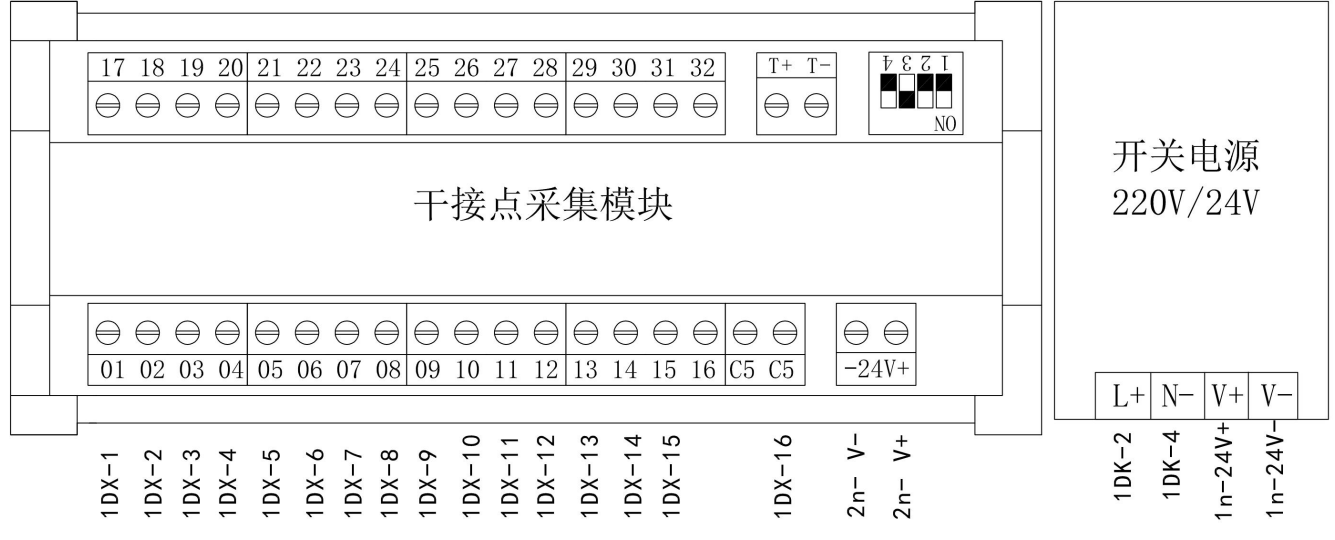 17 18 19 20 21 22 23 24 25 26 27 28 29 30 31 32
T+ T-
1 2 3 4
ON
干接点采集模块
01 02 03 04 05 06 07 08 09 10 11 12 13 14 15 16 C5 C5
-24V+
1DX-1
1DX-2
1DX-3
1DX-4
1DX-5
1DX-6
1DX-7
1DX-8
1DX-9
1DX-10
1DX-11
1DX-12
1DX-13
1DX-14
1DX-15
1DX-16
2n- V-
2n- V+
开关电源
220V/24V
L+ N- V+ V-
1DK-2
1DK-4
1n-24V+
1n-24V-